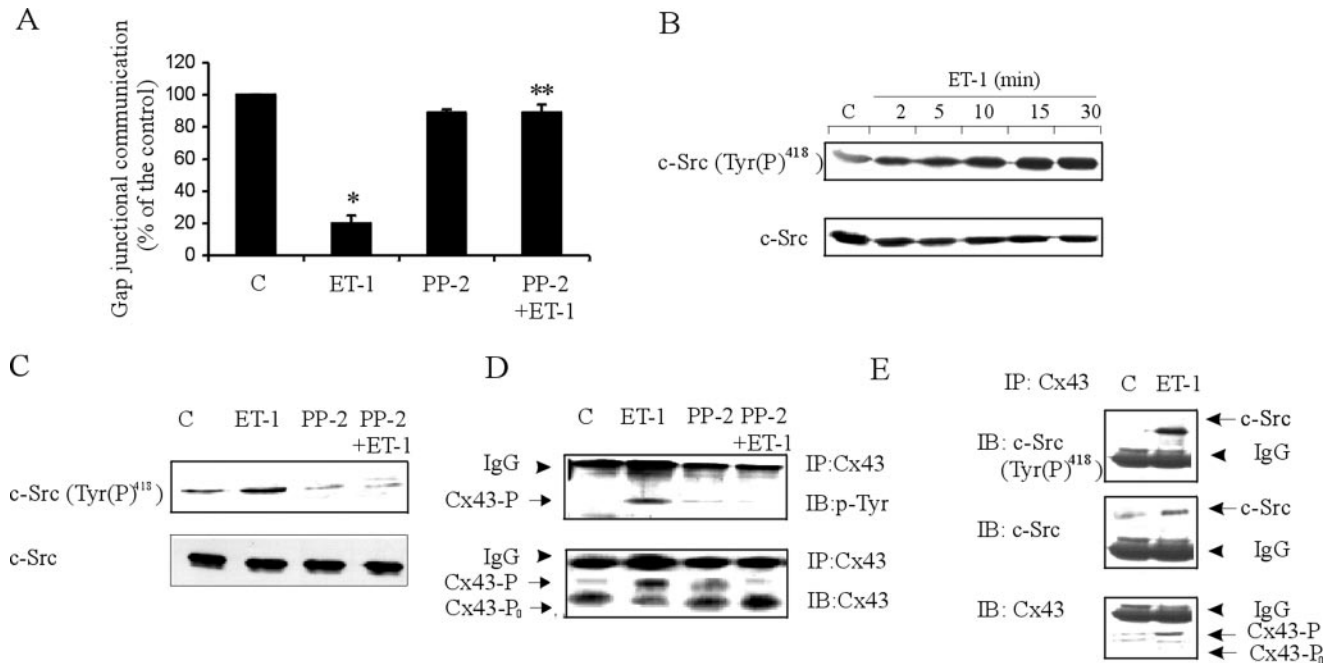 A
Gap junctional communication
(% of the control)
120
100
80
60
40
20
0
*
**
C ET-1 PP-2 PP-2
+ET-1
B
ET-1 (min)
C 2 5 10 15 30
c-Src (Tyr(P)418)
c-Src
C
C ET-1 PP-2 PP-2
+ET-1
c-Src (Tyr(P)418)
c-Src
D
C ET-1 PP-2 PP-2
+ET-1
IgG IP:Cx43
Cx43-P IB:p-Tyr
IgG IP:Cx43
Cx43-P
Cx43-P0 IB:Cx43
E
IP: Cx43 C ET-1
c-Src
IB: c-Src
(Tyr(P)418)
IgG
c-Src
IB: c-Src
IgG
IB: Cx43 IgG
Cx43-P
Cx43-P0